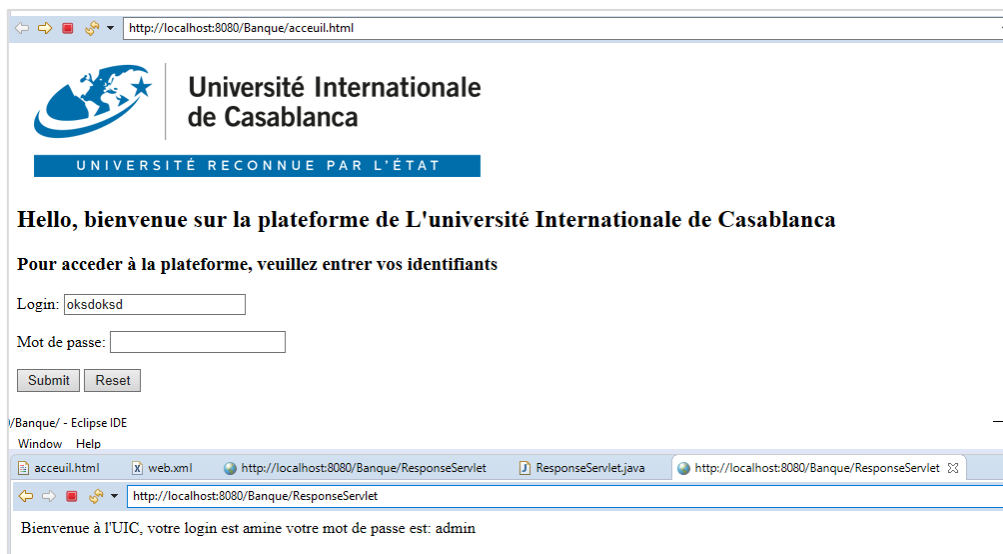 http://localhost:8080/Banque/acceuil.html
Université Internationale
de Casablanca
UNIVERSITÉ RECONNUE PAR L'ÉTAT
Hello, bienvenue sur la plateforme de L'université Internationale de Casablanca
Pour acceder à la plateforme, veuillez entrer vos identifiants
Login: oksdoksd
Mot de passe:
Submit Reset
/Banque/ - Eclipse IDE
Window Help
acceuil.html web.xml http://localhost:8080/Banque/ResponseServlet ResponseServlet.java http://localhost:8080/Banque/ResponseServlet
http://localhost:8080/Banque/ResponseServlet
Bienvenue à l'UIC, votre login est amine votre mot de passe est: admin